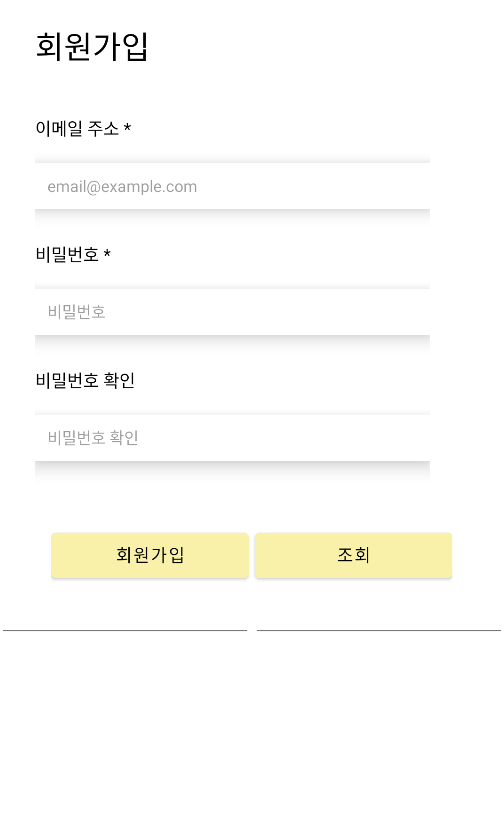 회원가입
이메일 주소 *
email@example.com
비밀번호 *
비밀번호
비밀번호 확인
비밀번호 확인
회원가입 조회